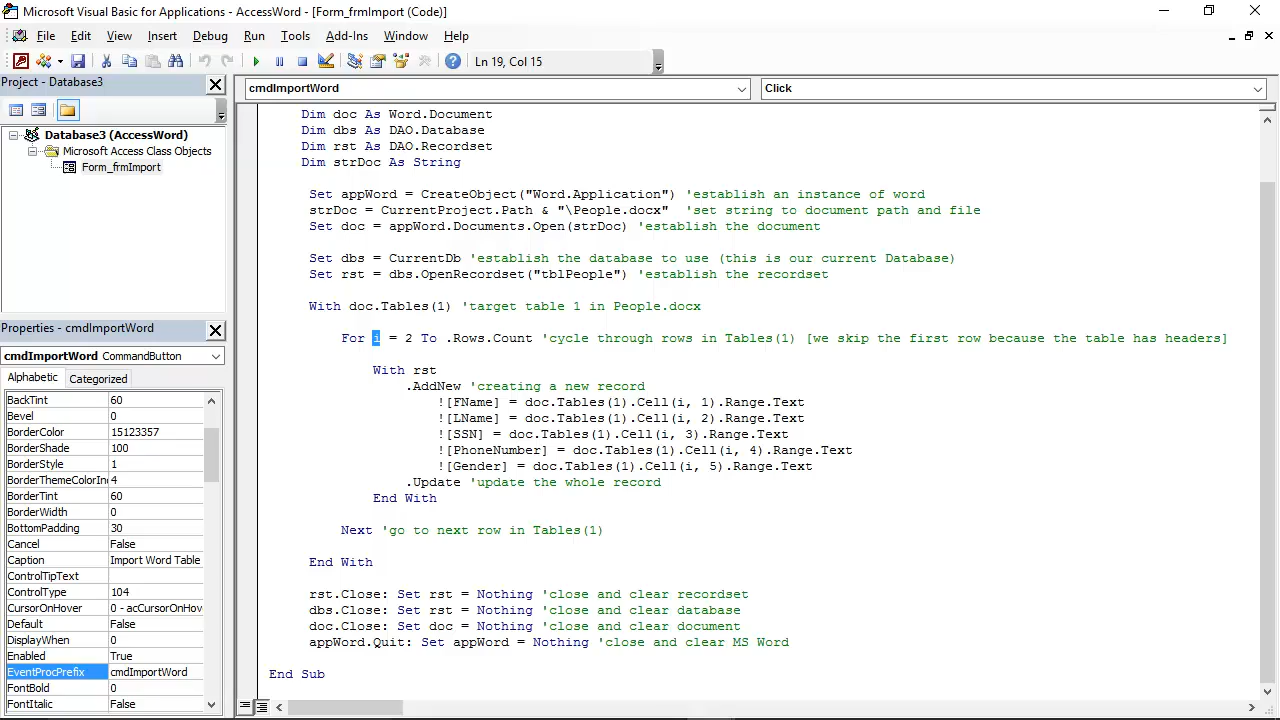 Microsoft Visual Basic for Applications - AccessWord - [Form_frmImport (Code)]
File Edit View Insert Format Debug Run Tools Add-Ins Window Help
Ln 19, Col 15
Project - Database3
Database3 (AccessWord)
Microsoft Access Class Objects
Form_frmImport
Properties - cmdImportWord
cmdImportWord CommandButton
Alphabetic Categorized
BackTint 60
Bevel 0
BorderColor 15123357
BorderShade 100
BorderStyle 1
BorderThemeColorInd 4
BorderTint 60
BorderWidth 0
BottomPadding 30
Cancel False
Caption Import Word Table
ControlTipText
ControlType 104
CursorOnHover 0 - acCursorOnHov
Default False
DisplayWhen 0
Enabled True
EventProcPrefix cmdImportWord
FontBold 0
FontItalic False
cmdImportWord Click
Dim doc As Word.Document
Dim dbs As DAO.Database
Dim rst As DAO.Recordset
Dim strDoc As String
Set appWord = CreateObject("Word.Application") 'establish an instance of word
strDoc = CurrentProject.Path & "\People.docx" 'set string to document path and file
Set doc = appWord.Documents.Open(strDoc) 'establish the document
Set dbs = CurrentDb 'establish the database to use (this is our current Database)
Set rst = dbs.OpenRecordset("tblPeople") 'establish the recordset
With doc.Tables(1) 'target table 1 in People.docx
For i = 2 To .Rows.Count 'cycle through rows in Tables(1) [we skip the first row because the table has headers]
With rst
.AddNew 'creating a new record
![FName] = doc.Tables(1).Cell(i, 1).Range.Text
![LName] = doc.Tables(1).Cell(i, 2).Range.Text
![SSN] = doc.Tables(1).Cell(i, 3).Range.Text
![PhoneNumber] = doc.Tables(1).Cell(i, 4).Range.Text
![Gender] = doc.Tables(1).Cell(i, 5).Range.Text
.Update 'update the whole record
End With
Next 'go to next row in Tables(1)
End With
rst.Close: Set rst = Nothing 'close and clear recordset
dbs.Close: Set dbs = Nothing 'close and clear database
doc.Close: Set doc = Nothing 'close and clear document
appWord.Quit: Set appWord = Nothing 'close and clear MS Word
End Sub